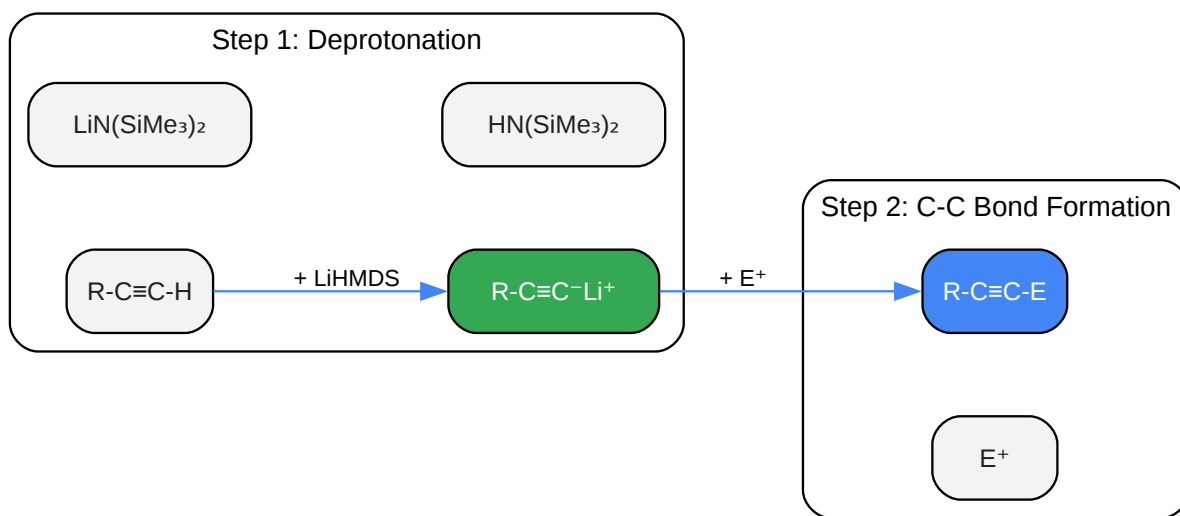 Step 1: Deprotonation
LiN(SiMe₃)₂
HN(SiMe₃)₂
R-C≡C-H
+ LiHMDS
R-C≡C⁻Li⁺
+ E⁺
Step 2: C-C Bond Formation
R-C≡C-E
E⁺